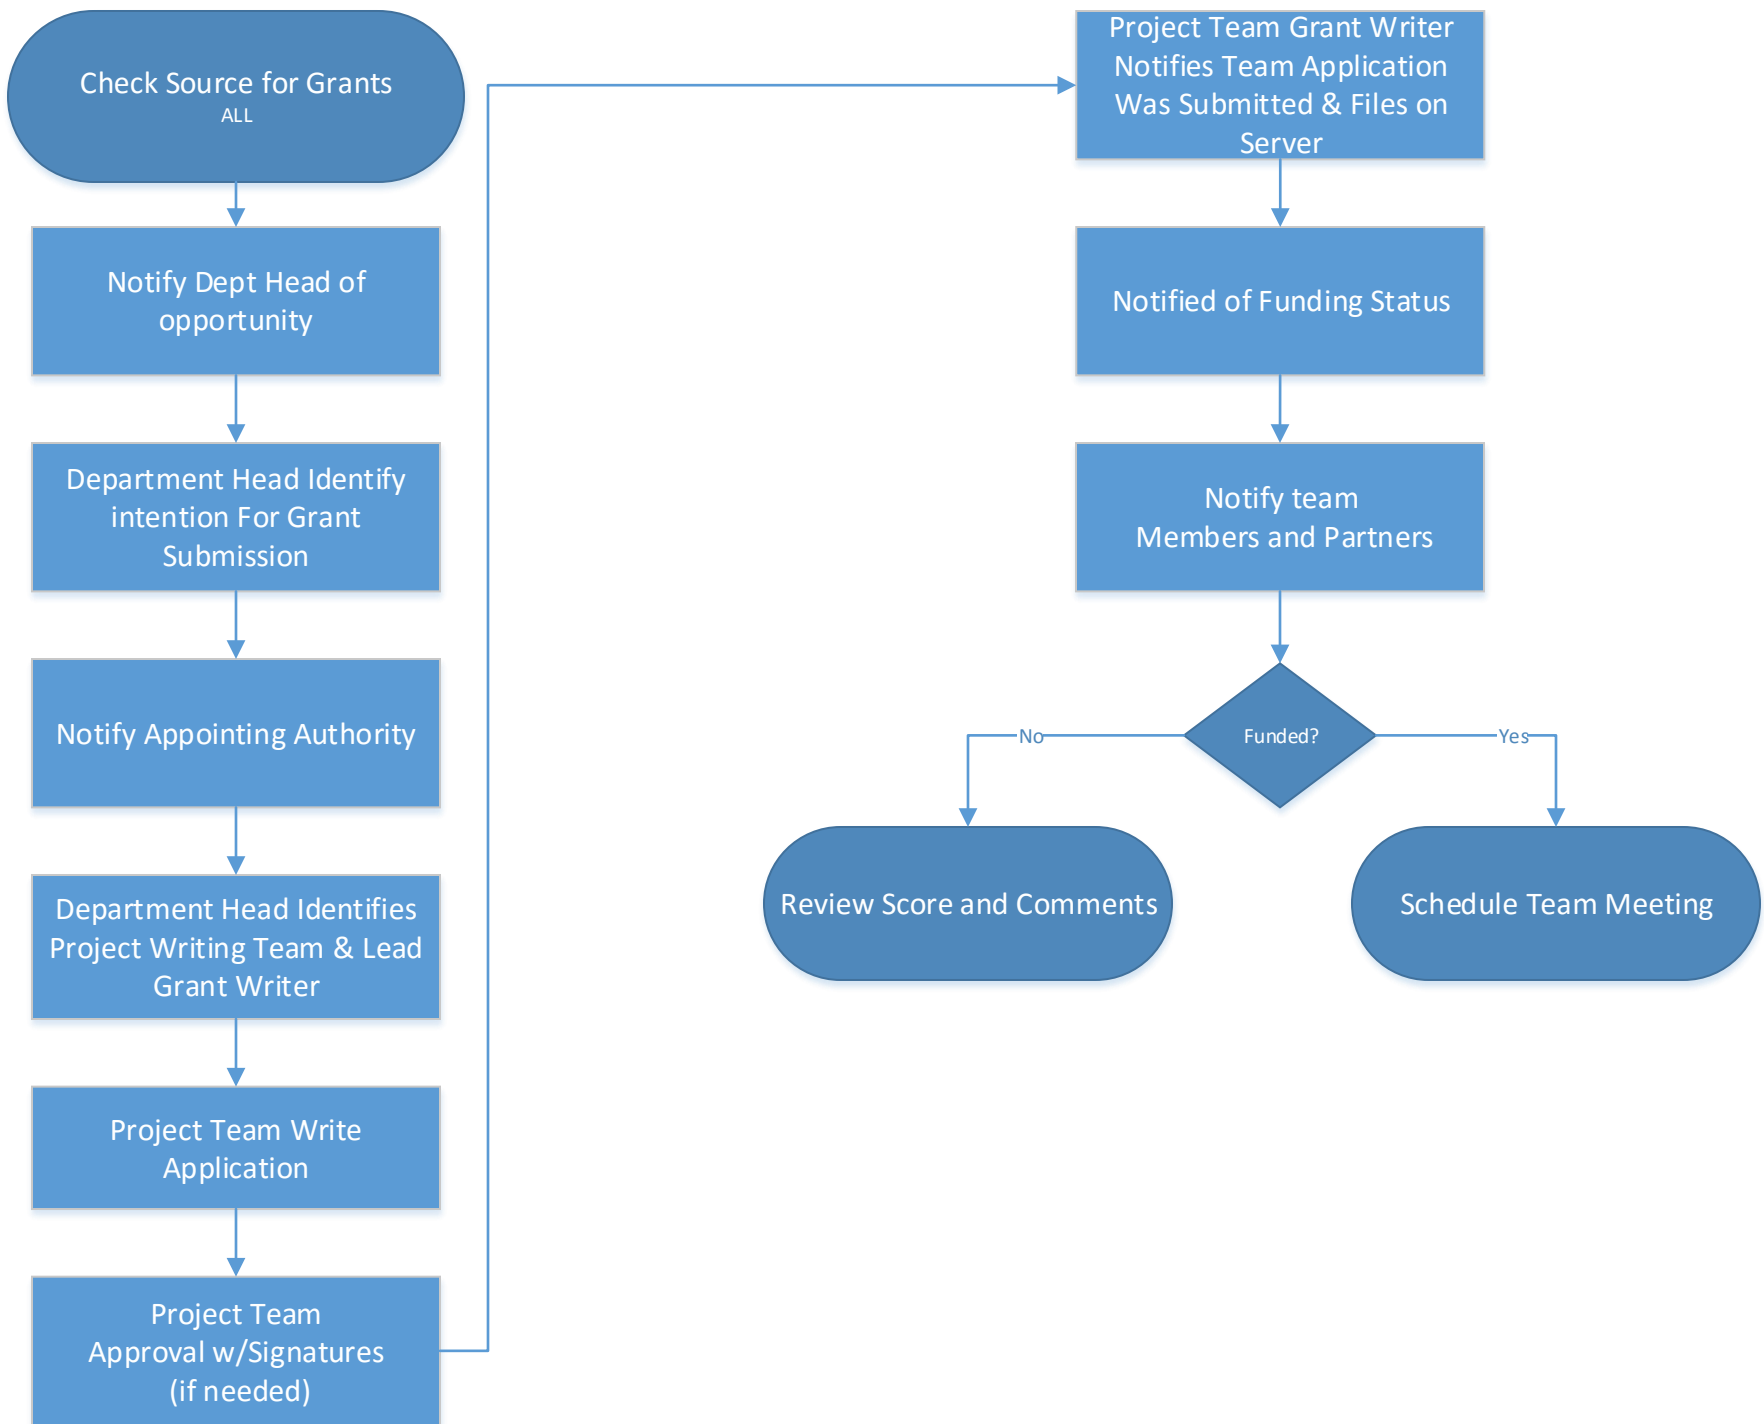 Check Source for Grants
ALL
Notify Dept Head of
opportunity
Department Head Identify
intention For Grant
Submission
Notify Appointing Authority
Department Head Identifies
Project Writing Team & Lead
Grant Writer
Project Team Write
Application
Project Team
Approval w/Signatures
(if needed)
Project Team Grant Writer
Notifies Team Application
Was Submitted & Files on
Server
Notified of Funding Status
Notify team
Members and Partners
Funded?
No
Yes
Review Score and Comments
Schedule Team Meeting